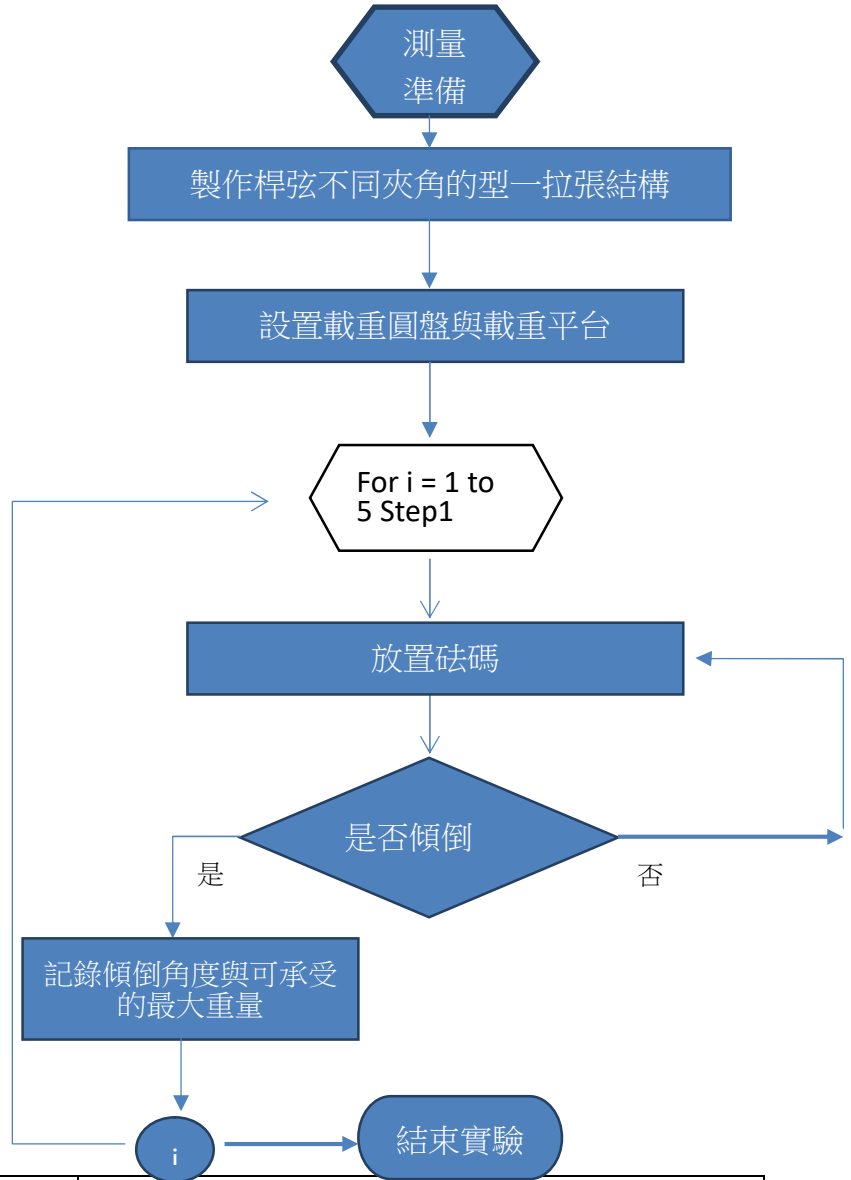 測量
準備
製作桿弦不同夾角的型一拉張結構
設置載重圓盤與載重平台
For i = 1 to
5 Step1
放置砝碼
是否傾倒
是
否
記錄傾倒角度與可承受
的最大重量
i
結束實驗